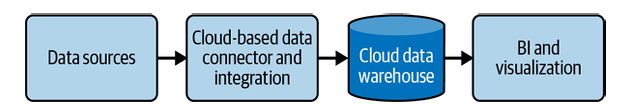 Data sources
Cloud-based data
connector and
integration
Cloud data
warehouse
BI and
visualization